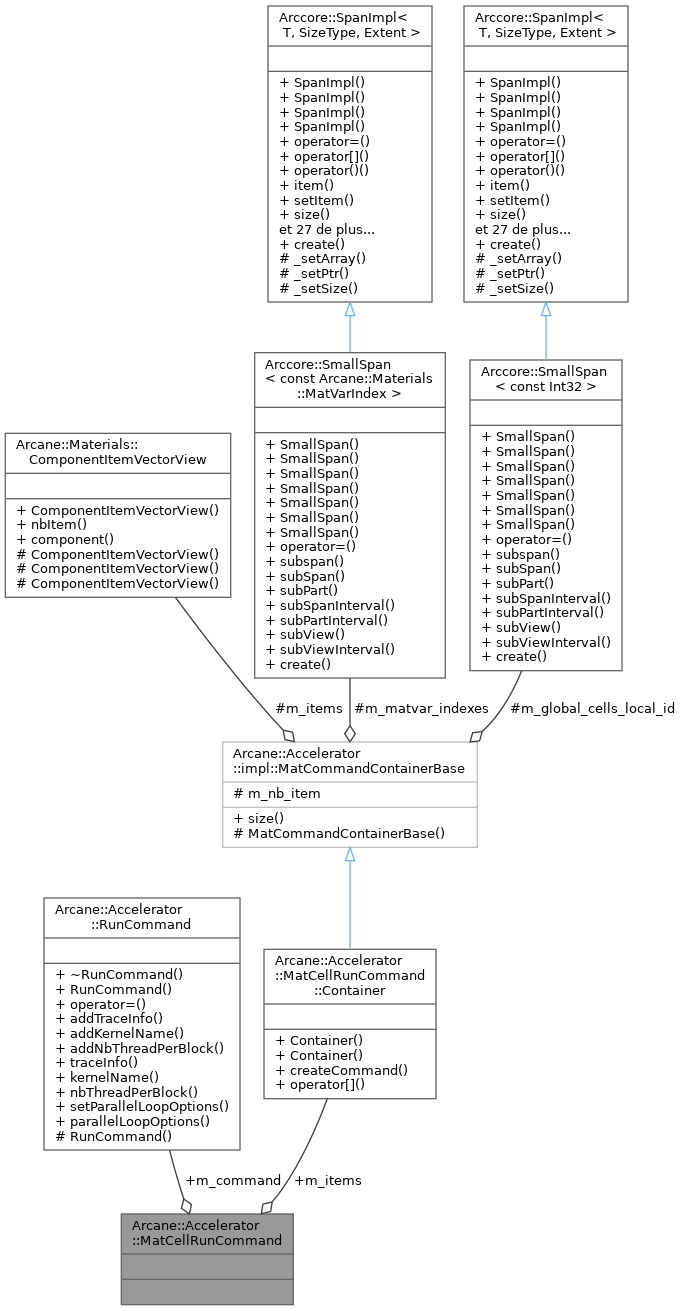 Arccore::SpanImpl<
T, SizeType, Extent >
+ SpanImpl()
+ SpanImpl()
+ SpanImpl()
+ SpanImpl()
+ operator=()
+ operator[]()
+ operator()()
+ item()
+ setItem()
+ size()
et 27 de plus...
+ create()
# _setArray()
# _setPtr()
# _setSize()
Arccore::SpanImpl<
T, SizeType, Extent >
+ SpanImpl()
+ SpanImpl()
+ SpanImpl()
+ SpanImpl()
+ operator=()
+ operator[]()
+ operator()()
+ item()
+ setItem()
+ size()
et 27 de plus...
+ create()
# _setArray()
# _setPtr()
# _setSize()
Arcane::Materials::
ComponentItemVectorView
+ ComponentItemVectorView()
+ nbItem()
+ component()
# ComponentItemVectorView()
# ComponentItemVectorView()
# ComponentItemVectorView()
Arccore::SmallSpan
< const Arcane::Materials
::MatVarIndex >
+ SmallSpan()
+ SmallSpan()
+ SmallSpan()
+ SmallSpan()
+ SmallSpan()
+ SmallSpan()
+ SmallSpan()
+ operator=()
+ subspan()
+ subSpan()
+ subPart()
+ subSpanInterval()
+ subPartInterval()
+ subView()
+ subViewInterval()
+ create()
Arccore::SmallSpan
< const Int32 >
+ SmallSpan()
+ SmallSpan()
+ SmallSpan()
+ SmallSpan()
+ SmallSpan()
+ SmallSpan()
+ SmallSpan()
+ operator=()
+ subspan()
+ subSpan()
+ subPart()
+ subSpanInterval()
+ subPartInterval()
+ subView()
+ subViewInterval()
+ create()
#m_items
#m_matvar_indexes
#m_global_cells_local_id
Arcane::Accelerator
::impl::MatCommandContainerBase
# m_nb_item
+ size()
# MatCommandContainerBase()
Arcane::Accelerator
::RunCommand
+ ~RunCommand()
+ RunCommand()
+ operator=()
+ addTraceInfo()
+ addKernelName()
+ addNbThreadPerBlock()
+ traceInfo()
+ kernelName()
+ nbThreadPerBlock()
+ setParallelLoopOptions()
+ parallelLoopOptions()
# RunCommand()
Arcane::Accelerator
::MatCellRunCommand
::Container
+ Container()
+ Container()
+ createCommand()
+ operator[]()
+m_command
+m_items
Arcane::Accelerator
::MatCellRunCommand